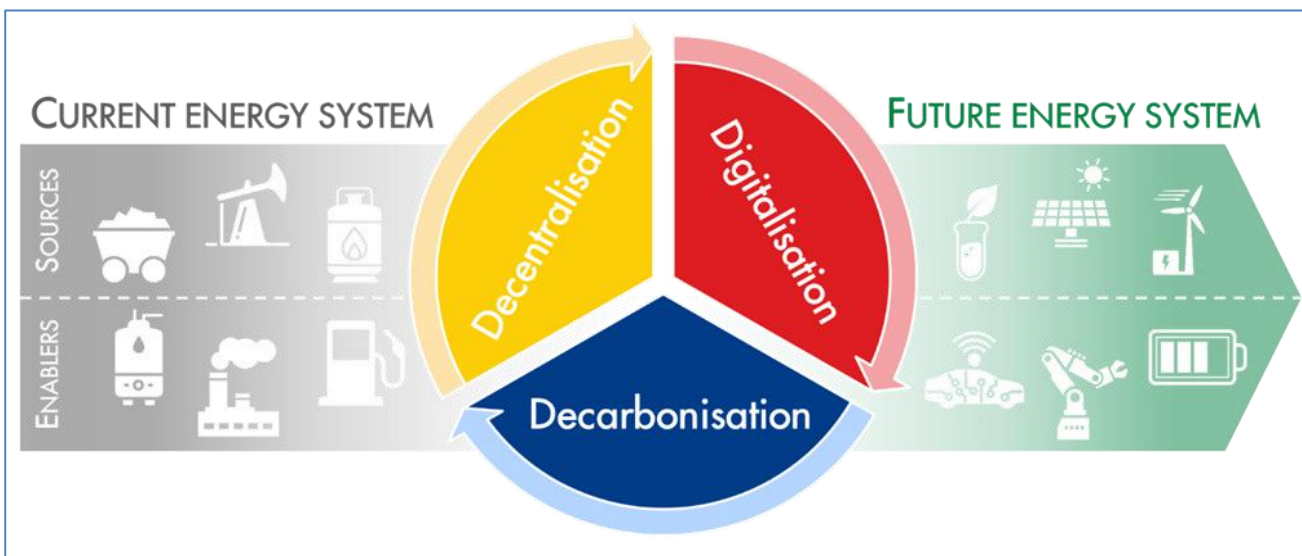 CURRENT ENERGY SYSTEM
SOURCES
ENABLERS
Decentralisation
Digitalisation
Decarbonisation
FUTURE ENERGY SYSTEM